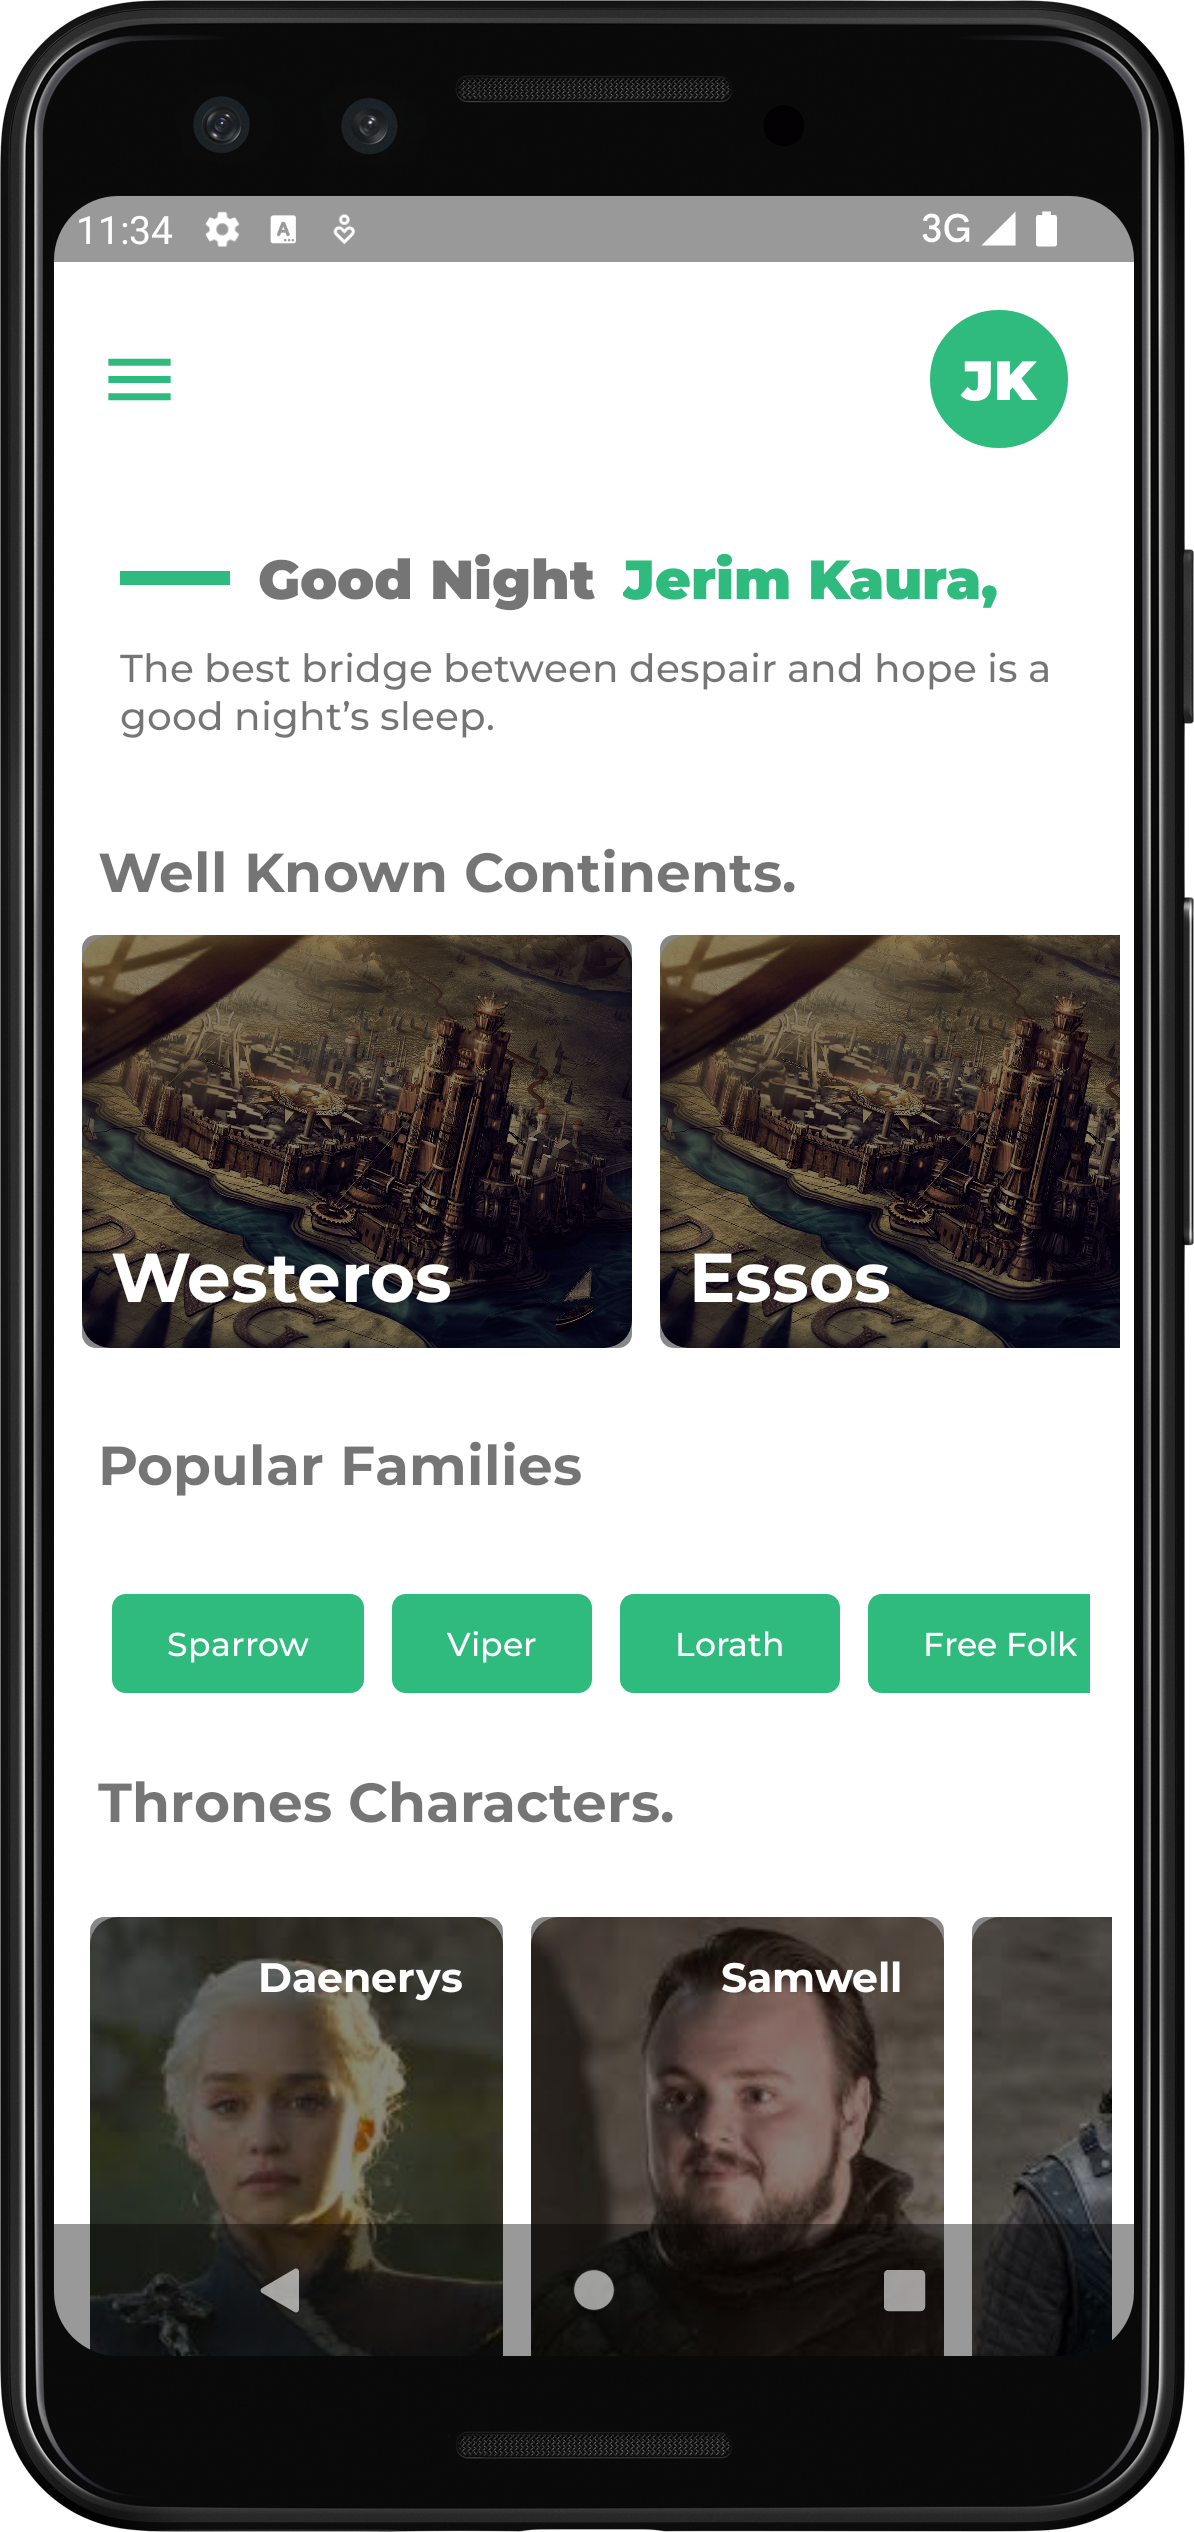 11:34
3G
JK
Good Night Jerim Kaura,
The best bridge between despair and hope is a
good night’s sleep.
Well Known Continents.
Westeros
Essos
Popular Families
Sparrow
Viper
Lorath
Free Folk
Thrones Characters.
Daenerys
Samwell